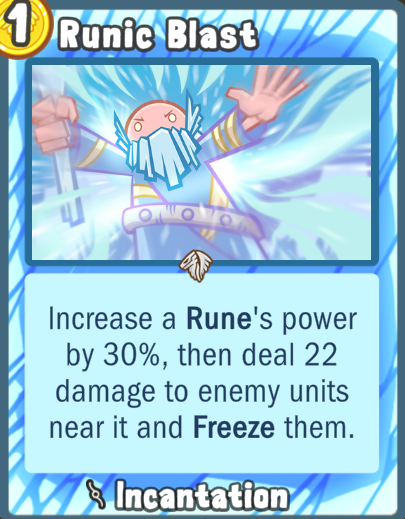 1 Runic Blast
Increase a Rune's power
by 30%, then deal 22
damage to enemy units
near it and Freeze them.
Incantation